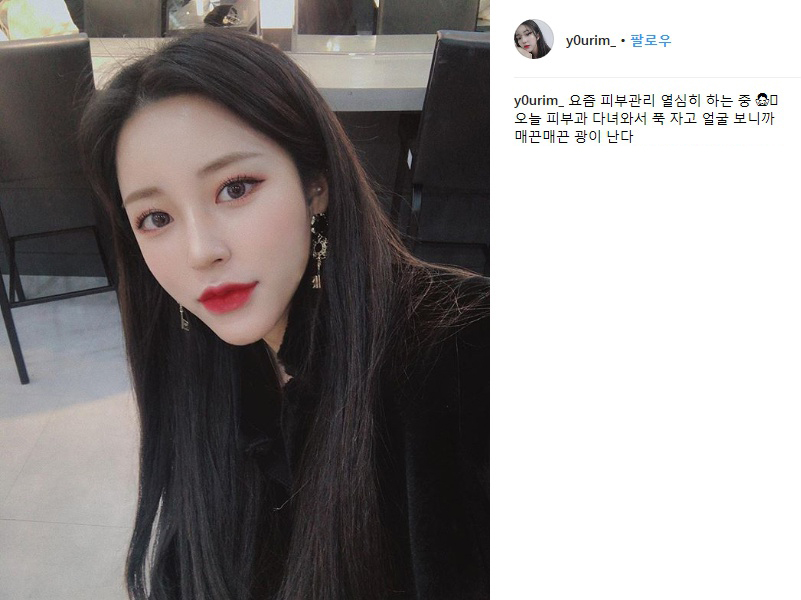 y0urim_ • 팔로우
y0urim_ 요즘 피부관리 열심히 하는 중
오늘 피부과 다녀와서 푹 자고 얼굴 보니까
매끈매끈 광이 난다